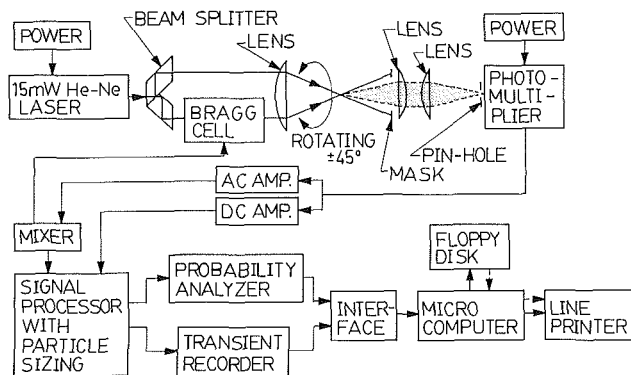 BEAM SPLITTER
POWER
LENS
LENS
LENS
POWER
15mW He-Ne
LASER
BRAGG
CELL
PHOTO-
MULTI-
PLIER
ROTATING
±45°
PIN-HOLE
MASK
AC AMP.
DC AMP.
MIXER
FLOPPY
DISK
SIGNAL
PROCESSOR
WITH
PARTICLE
SIZING
PROBABILITY
ANALYZER
TRANSIENT
RECORDER
INTER-
FACE
MICRO
COMPUTER
LINE
PRINTER